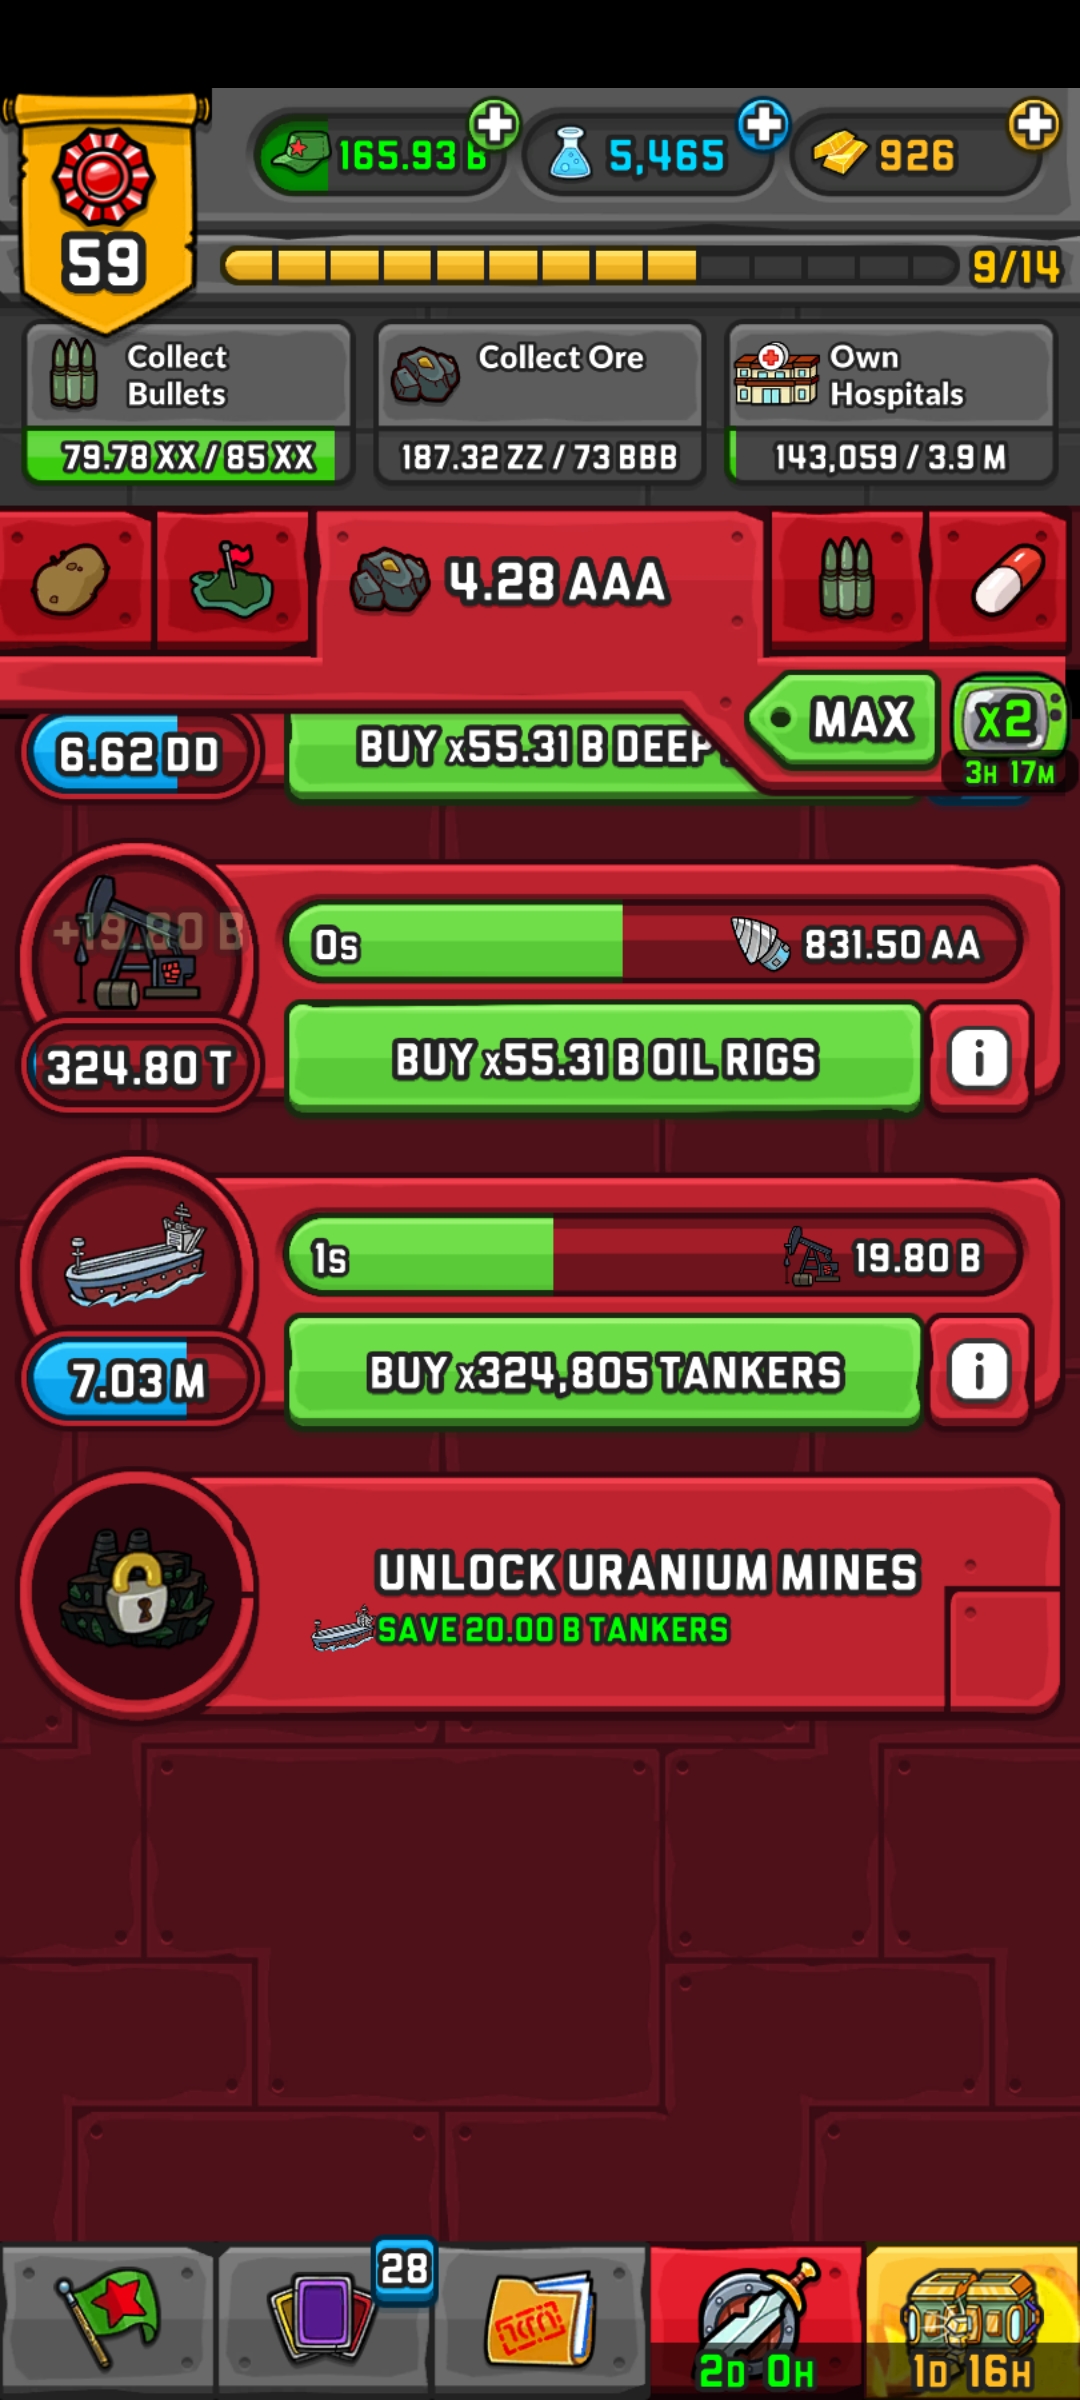 59
165.93 B
5,465
926
9/14
Collect
Bullets
79.78 XX / 85 XX
Collect Ore
187.32 ZZ / 73 BBB
Own
Hospitals
143,059 / 3.9 M
4.28 AAA
MAX
x2
3H 17M
6.62 DD
BUY x55.31 B DEEP
+19.80 B
0s
831.50 AA
324.80 T
BUY x55.31 B OIL RIGS
i
1s
19.80 B
7.03 M
BUY x324,805 TANKERS
i
UNLOCK URANIUM MINES
SAVE 20.00 B TANKERS
28
2D 0H
1D 16H